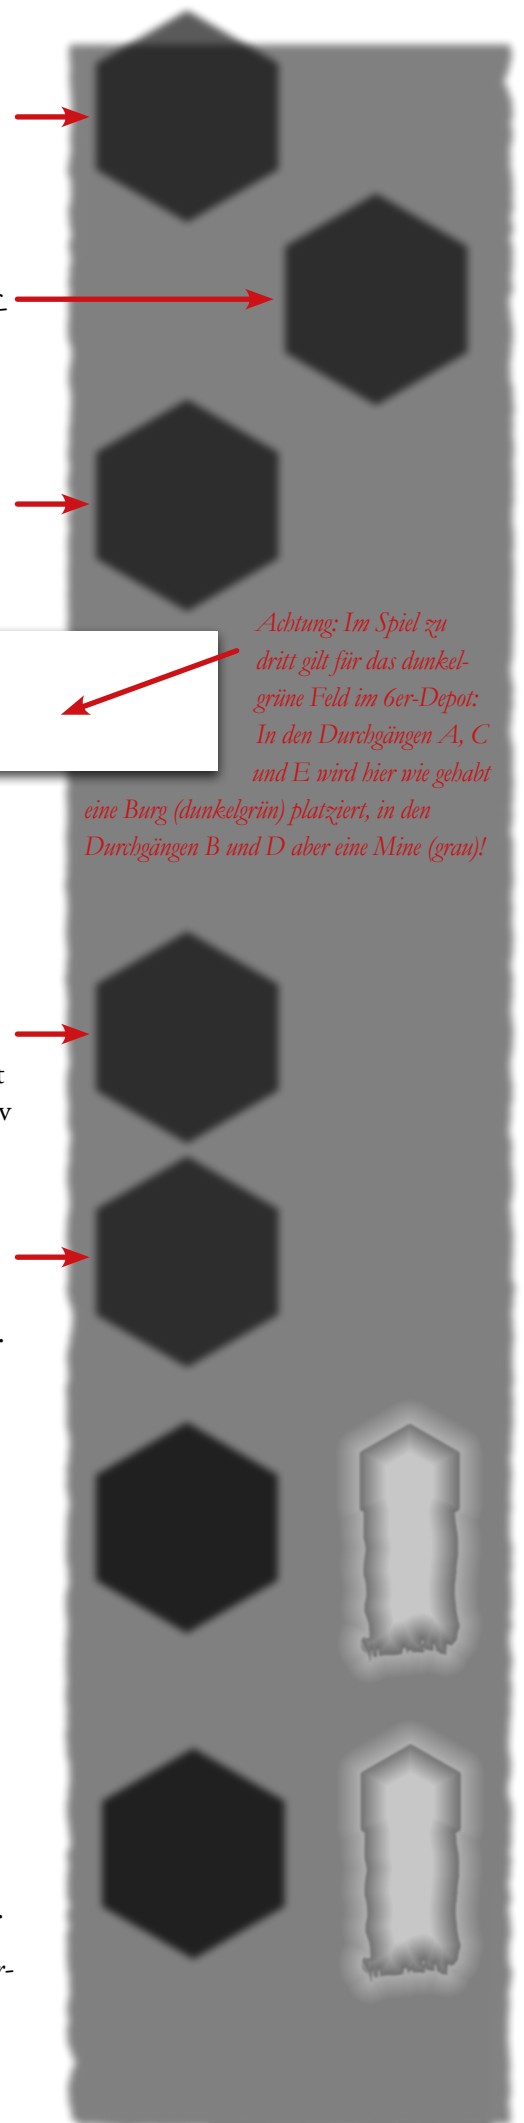 Achtung: Im Spiel zu
dritt gilt für das dunkel-
grüne Feld im 6er-Depot:
In den Durchgängen A, C
und E wird hier wie gehabt
eine Burg (dunkelgrün) platziert, in den
Durchgängen B und D aber eine Mine (grau)!
t
v
.
.
r-